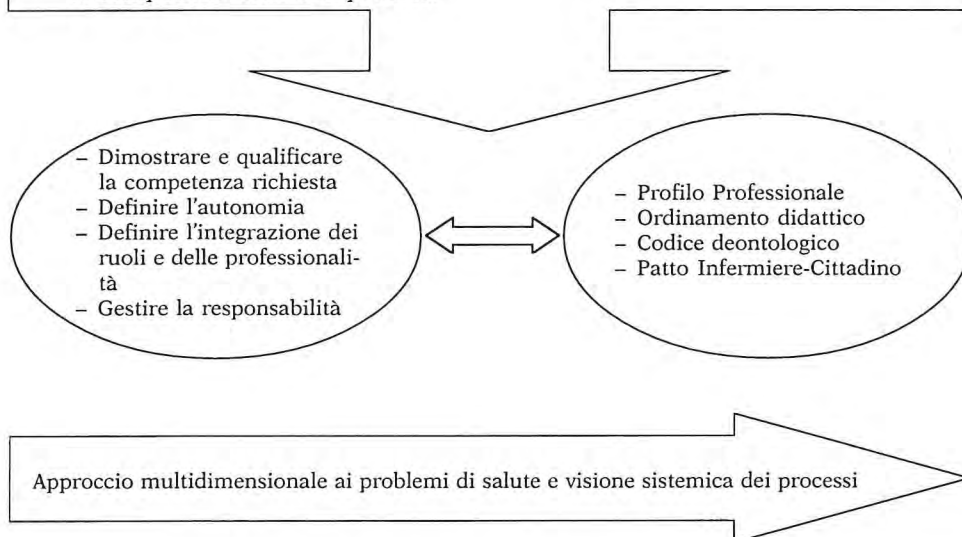 – Dimostrare e qualificare
la competenza richiesta
– Definire l'autonomia
– Definire l'integrazione dei
ruoli e delle professionali-
tà
– Gestire la responsabilità
– Profilo Professionale
– Ordinamento didattico
– Codice deontologico
– Patto Infermiere-Cittadino
Approccio multidimensionale ai problemi di salute e visione sistemica dei processi